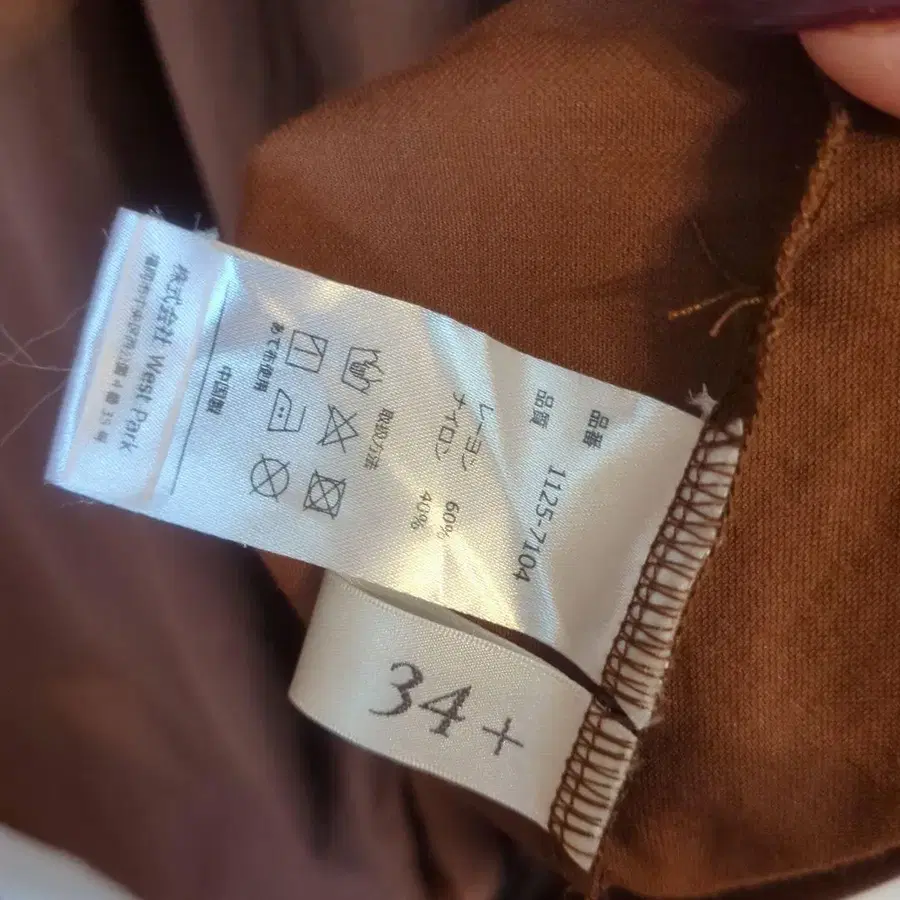 品番 1125-7104
品質
レーヨン 60%
ナイロン 40%
取扱方法
あて布使用
中国製
株式会社 West Park
34+